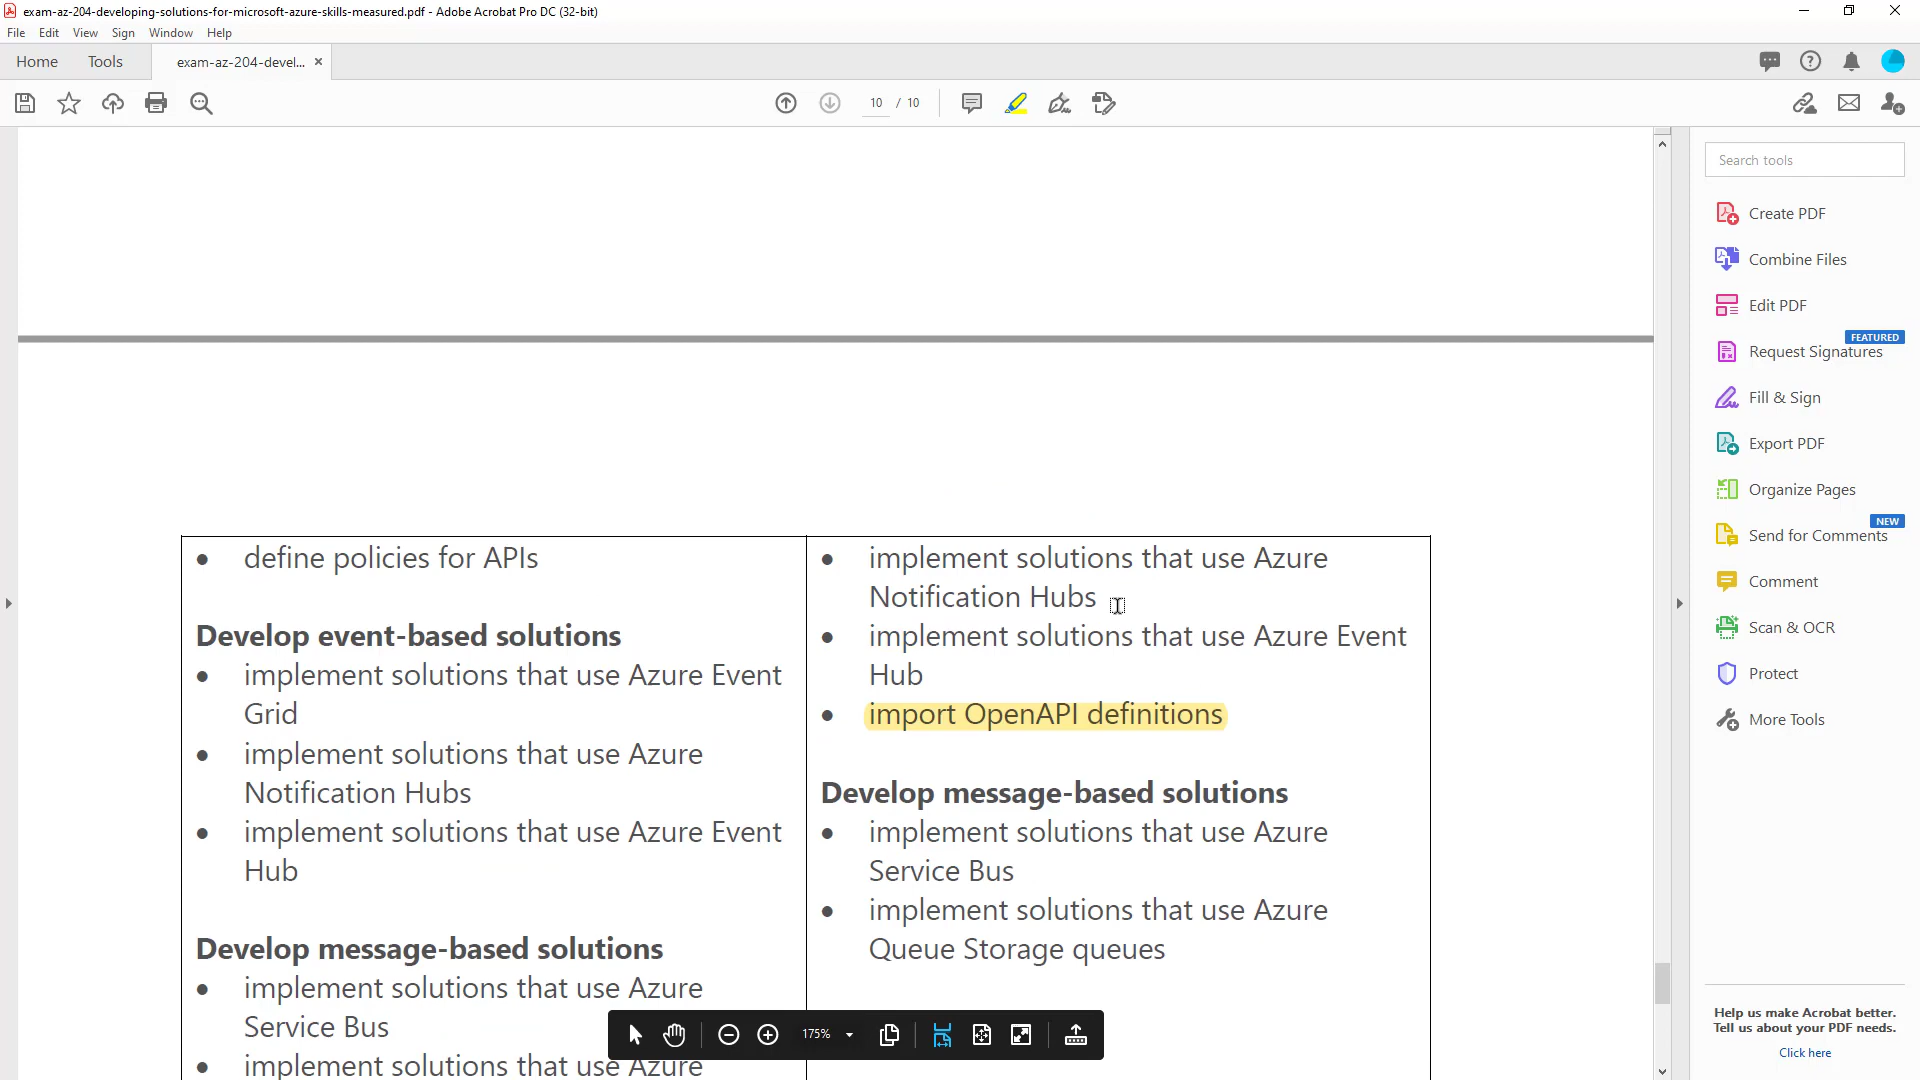 exam-az-204-developing-solutions-for-microsoft-azure-skills-measured.pdf - Adobe Acrobat Pro DC (32-bit)
File Edit View Sign Window Help
Home Tools exam-az-204-devel... ×
10 / 10
Search tools
Create PDF
Combine Files
Edit PDF
FEATURED
Request Signatures
Fill & Sign
Export PDF
Organize Pages
NEW
Send for Comments
Comment
Scan & OCR
Protect
More Tools
Help us make Acrobat better.
Tell us about your PDF needs.
Click here
• define policies for APIs
Develop event-based solutions
• implement solutions that use Azure Event
Grid
• implement solutions that use Azure
Notification Hubs
• implement solutions that use Azure Event
Hub
Develop message-based solutions
• implement solutions that use Azure
Service Bus
• implement solutions that use Azure
• implement solutions that use Azure
Notification Hubs
• implement solutions that use Azure Event
Hub
• import OpenAPI definitions
Develop message-based solutions
• implement solutions that use Azure
Service Bus
• implement solutions that use Azure
Queue Storage queues
175%